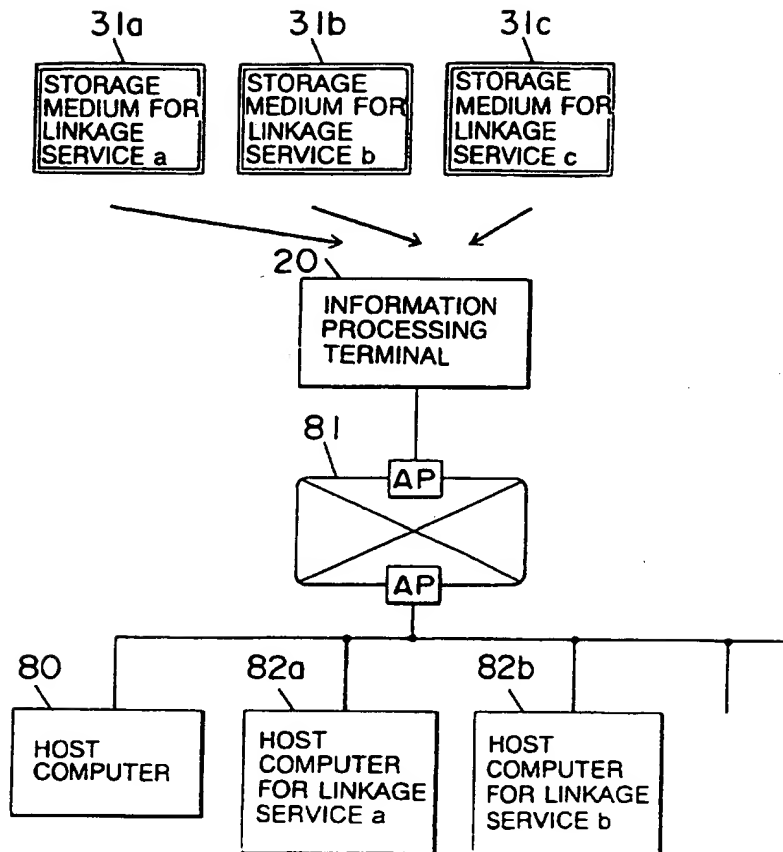 31a
31b
31c
STORAGE
MEDIUM FOR
LINKAGE
SERVICE a
STORAGE
MEDIUM FOR
LINKAGE
SERVICE b
STORAGE
MEDIUM FOR
LINKAGE
SERVICE c
20
INFORMATION
PROCESSING
TERMINAL
81
AP
AP
80
82a
82b
HOST
COMPUTER
HOST
COMPUTER
FOR LINKAGE
SERVICE a
HOST
COMPUTER
FOR LINKAGE
SERVICE b